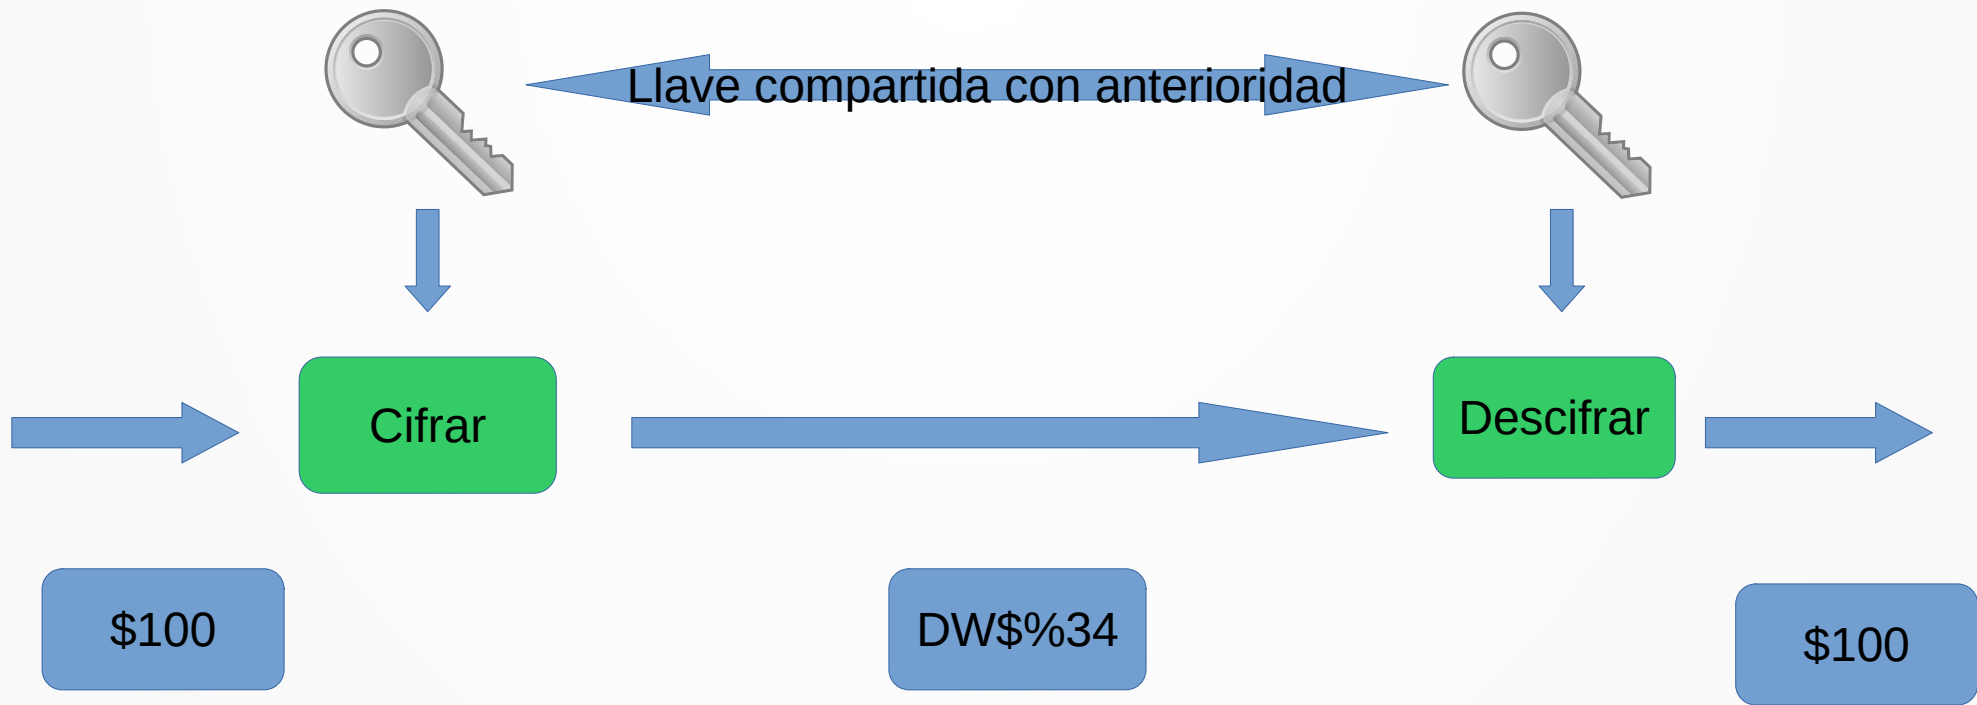 Llave compartida con anterioridad
Cifrar
Descifrar
$100
DW$%34
$100